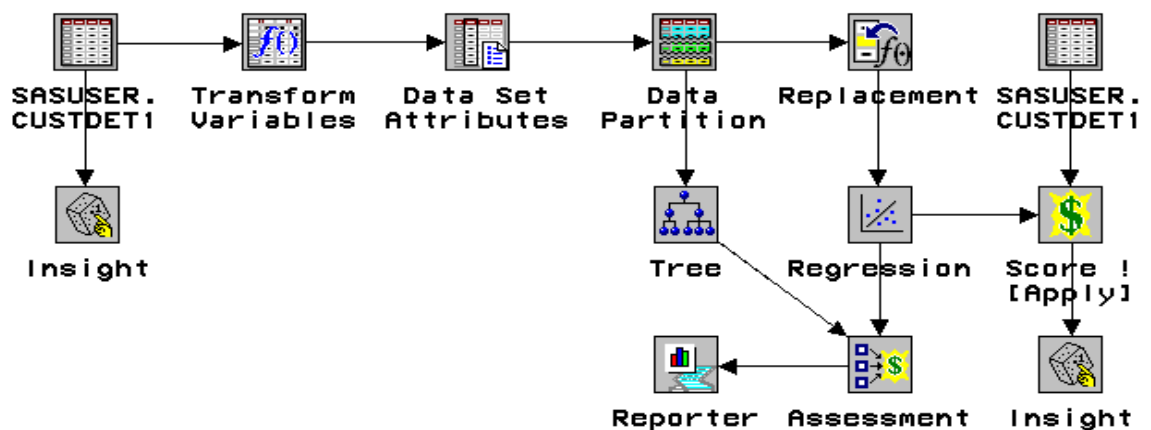 SASUSER.
CUSTDET1
Transform
Variables
Data Set
Attributes
Data
Partition
Replacement
SASUSER.
CUSTDET1
Insight
Tree
Regression
Score !
[Apply]
Reporter
Assessment
Insight